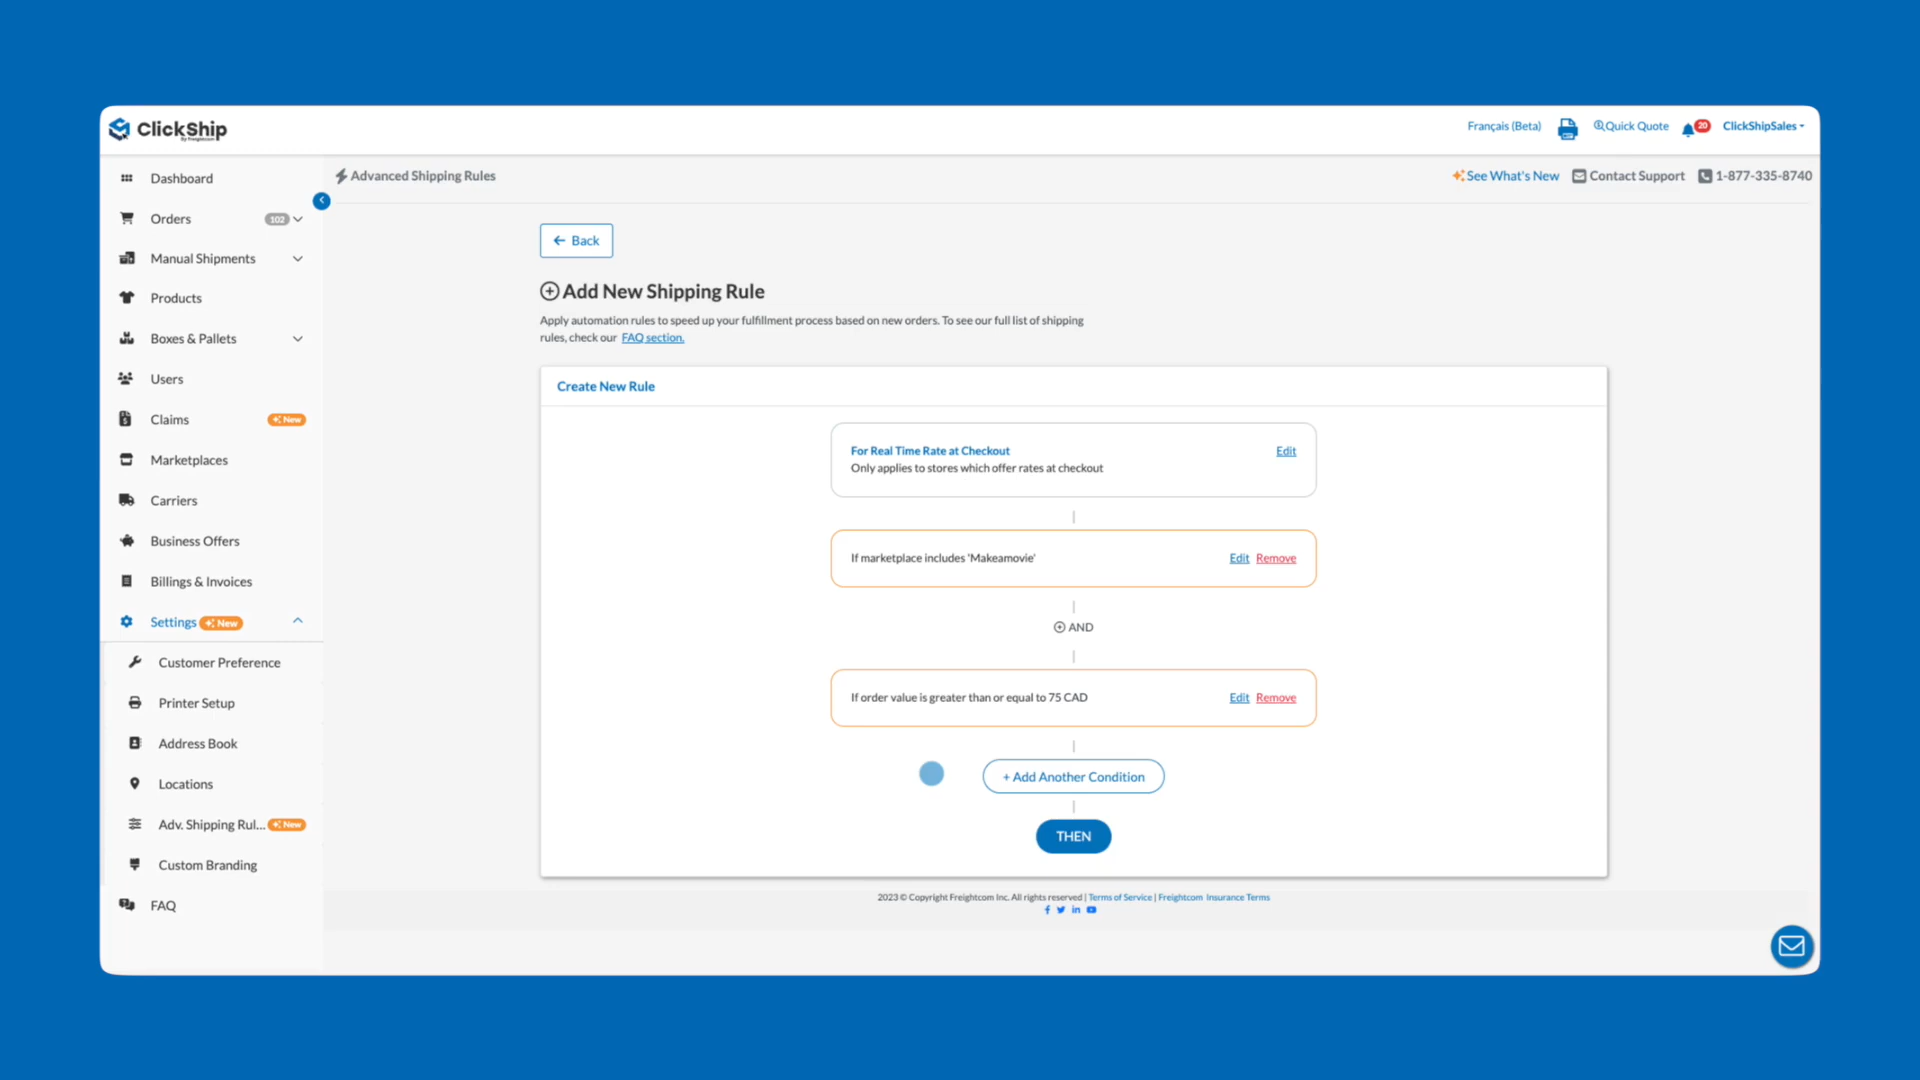 ClickShip
By Freightcom
Français (Beta)
Quick Quote
20
ClickShipSales
Dashboard
Orders 102
Manual Shipments
Products
Boxes & Pallets
Users
Claims New
Marketplaces
Carriers
Business Offers
Billings & Invoices
Settings New
Customer Preference
Printer Setup
Address Book
Locations
Adv. Shipping Rul... New
Custom Branding
FAQ
Advanced Shipping Rules
See What's New
Contact Support
1-877-335-8740
Back
Add New Shipping Rule
Apply automation rules to speed up your fulfillment process based on new orders. To see our full list of shipping
rules, check our FAQ section.
Create New Rule
For Real Time Rate at Checkout Edit
Only applies to stores which offer rates at checkout
If marketplace includes 'Makeamovie' Edit Remove
AND
If order value is greater than or equal to 75 CAD Edit Remove
+ Add Another Condition
THEN
2023 © Copyright Freightcom Inc. All rights reserved | Terms of Service | Freightcom Insurance Terms